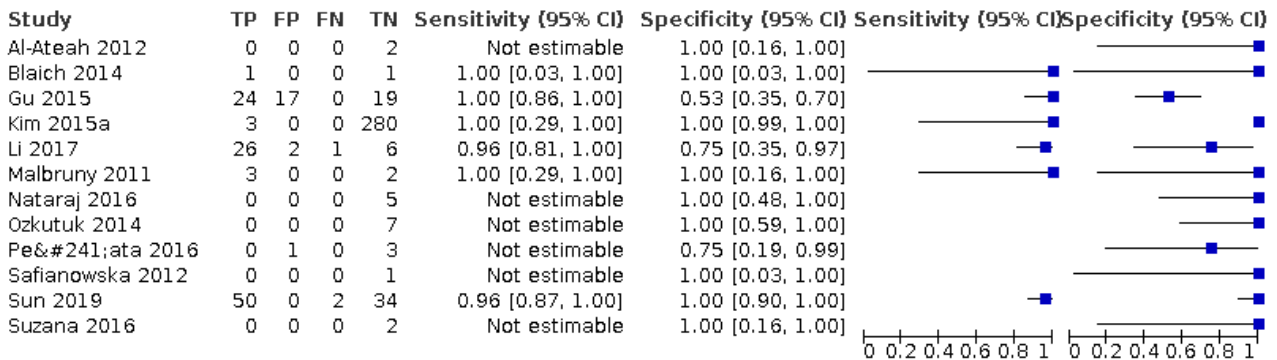 Study TP FP FN TN Sensitivity (95% CI) Specificity (95% CI) Sensitivity (95% CI) Specificity (95% CI)
Al-Ateah 2012 0 0 0 2 Not estimable 1.00 [0.16, 1.00]
Blaich 2014 1 0 0 1 1.00 [0.03, 1.00] 1.00 [0.03, 1.00]
Gu 2015 24 17 0 19 1.00 [0.86, 1.00] 0.53 [0.35, 0.70]
Kim 2015a 3 0 0 280 1.00 [0.29, 1.00] 1.00 [0.99, 1.00]
Li 2017 26 2 1 6 0.96 [0.81, 1.00] 0.75 [0.35, 0.97]
Malbruny 2011 3 0 0 2 1.00 [0.29, 1.00] 1.00 [0.16, 1.00]
Nataraj 2016 0 0 0 5 Not estimable 1.00 [0.48, 1.00]
Ozkutuk 2014 0 0 0 7 Not estimable 1.00 [0.59, 1.00]
Pe&#241;ata 2016 0 1 0 3 Not estimable 0.75 [0.19, 0.99]
Safianowska 2012 0 0 0 1 Not estimable 1.00 [0.03, 1.00]
Sun 2019 50 0 2 34 0.96 [0.87, 1.00] 1.00 [0.90, 1.00]
Suzana 2016 0 0 0 2 Not estimable 1.00 [0.16, 1.00]
0 0.2 0.4 0.6 0.8 1 0 0.2 0.4 0.6 0.8 1